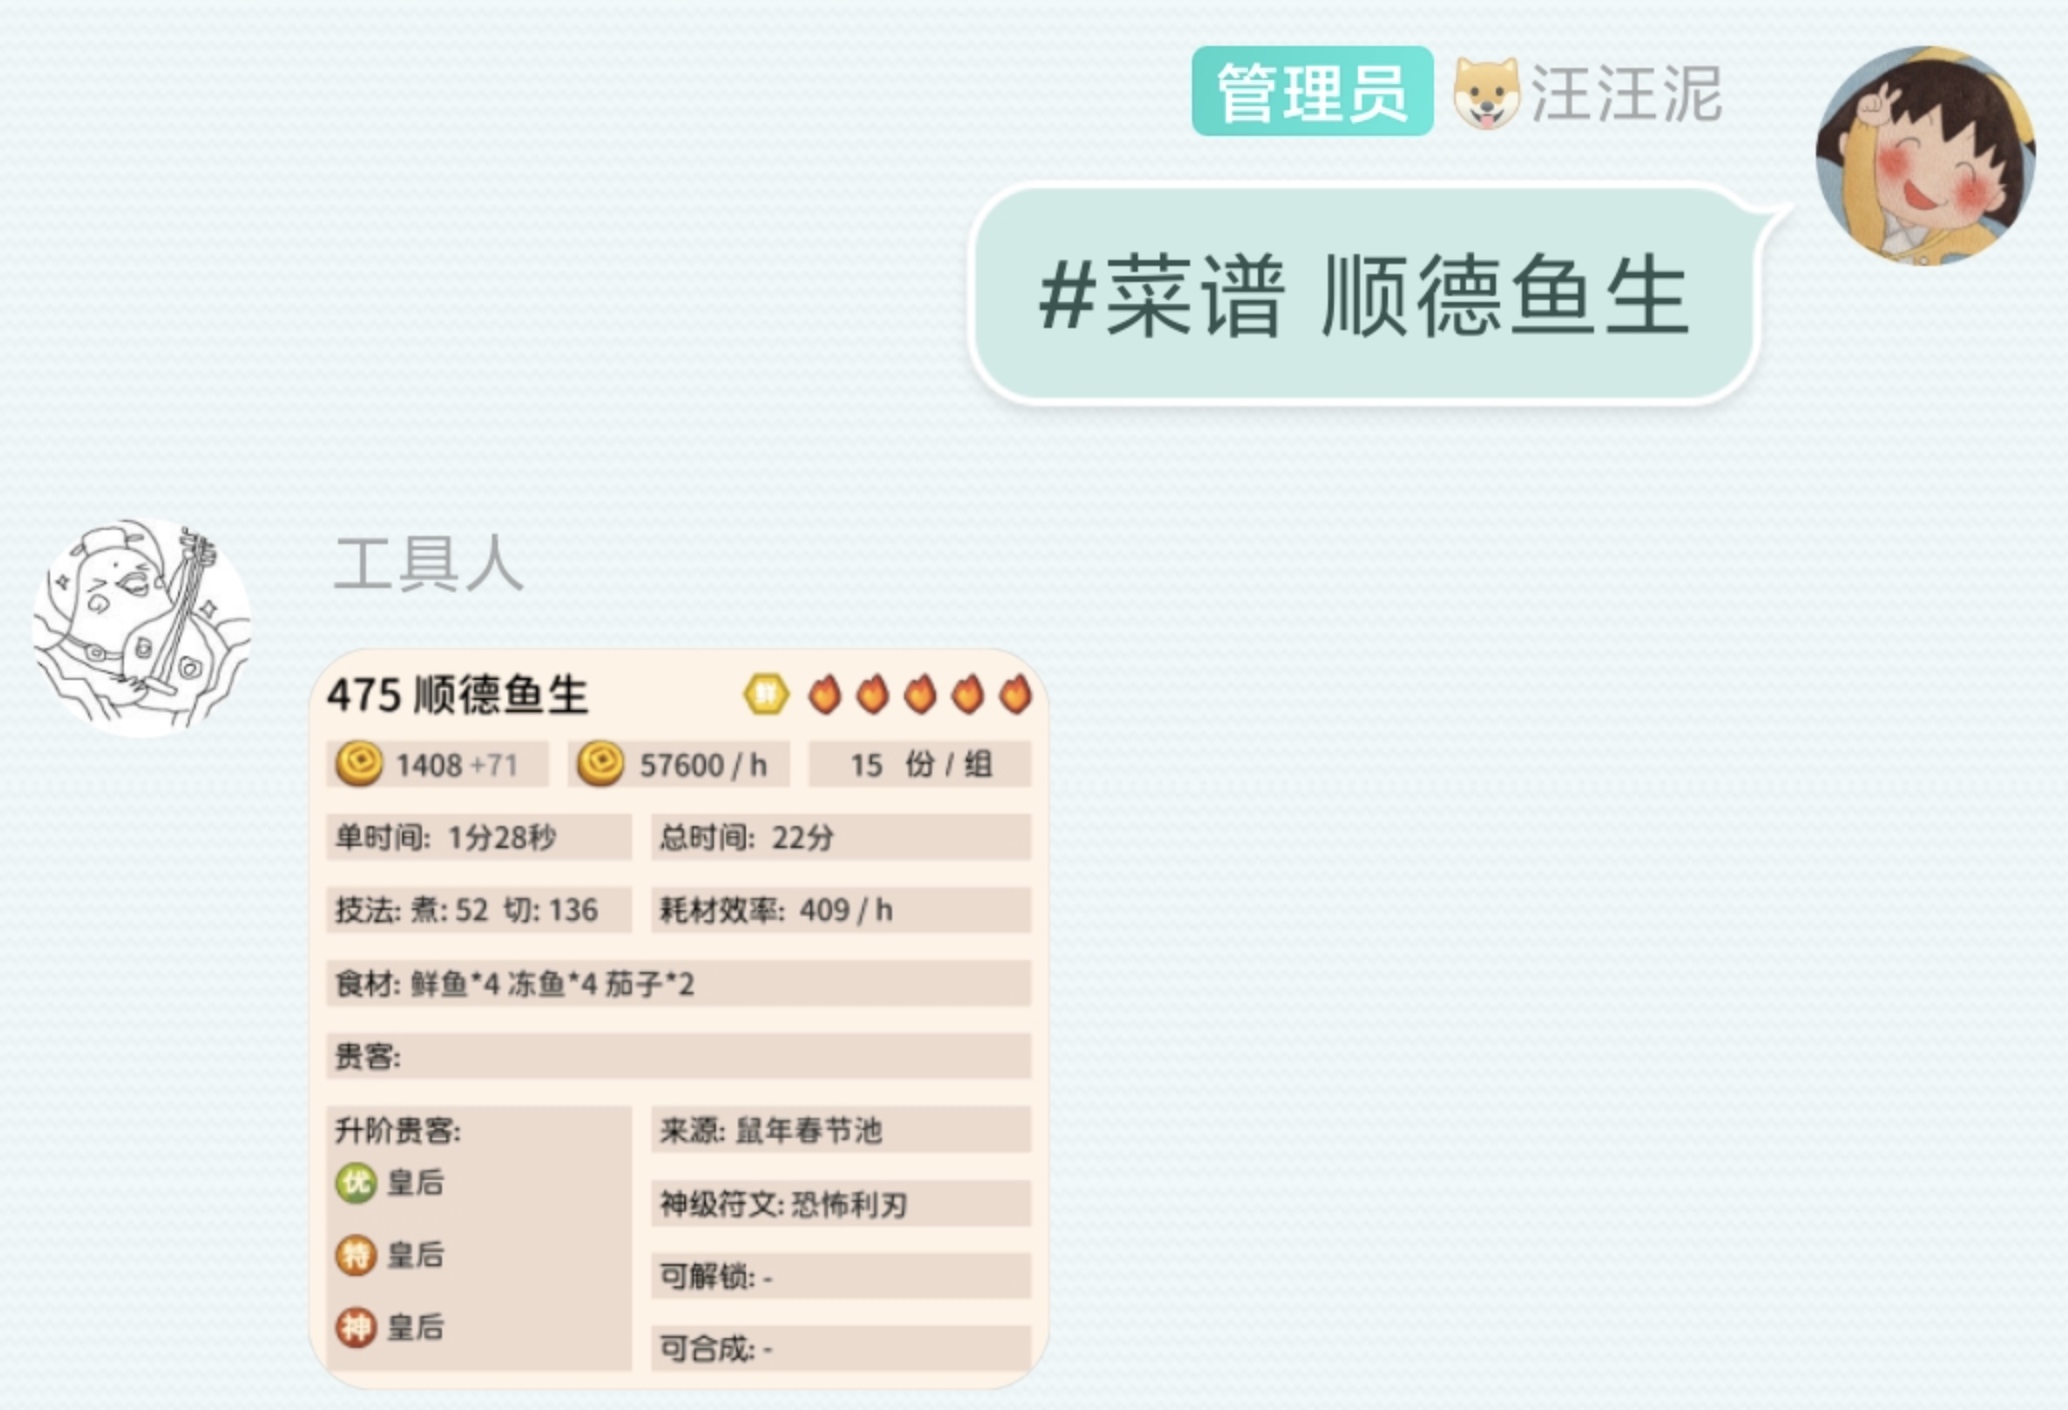 管理员 汪汪泥
#菜谱 顺德鱼生
工具人
475 顺德鱼生 鲜
1408 +71 57600 / h 15 份 / 组
单时间: 1分28秒 总时间: 22分
技法: 煮: 52 切: 136 耗材效率: 409 / h
食材: 鲜鱼*4 冻鱼*4 茄子*2
贵客:
升阶贵客: 来源: 鼠年春节池
优 皇后
神级符文: 恐怖利刃
特 皇后
可解锁: -
神 皇后
可合成: -